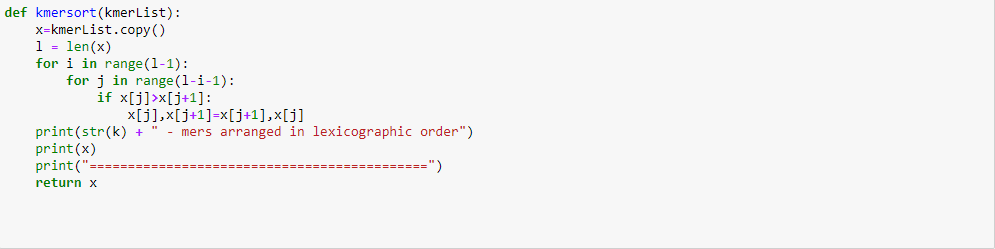 def kmersort(kmerList):
    x=kmerList.copy()
    l = len(x)
    for i in range(l-1):
        for j in range(l-i-1):
            if x[j]>x[j+1]:
                x[j],x[j+1]=x[j+1],x[j]
    print(str(k) + " - mers arranged in lexicographic order")
    print(x)
    print("============================================")
    return x